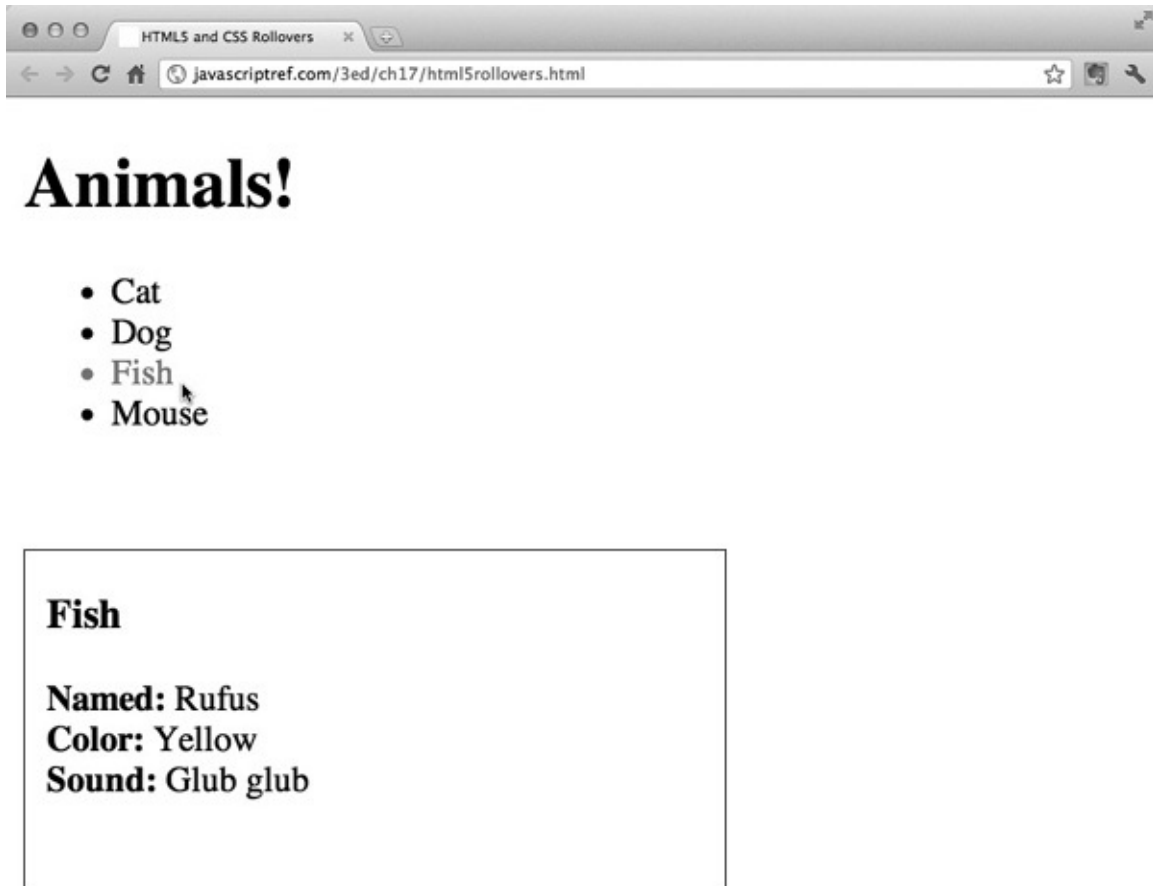 HTML5 and CSS Rollovers
javascriptref.com/3ed/ch17/html5rollovers.html
Animals!
• Cat
• Dog
• Fish
• Mouse
Fish
Named: Rufus
Color: Yellow
Sound: Glub glub